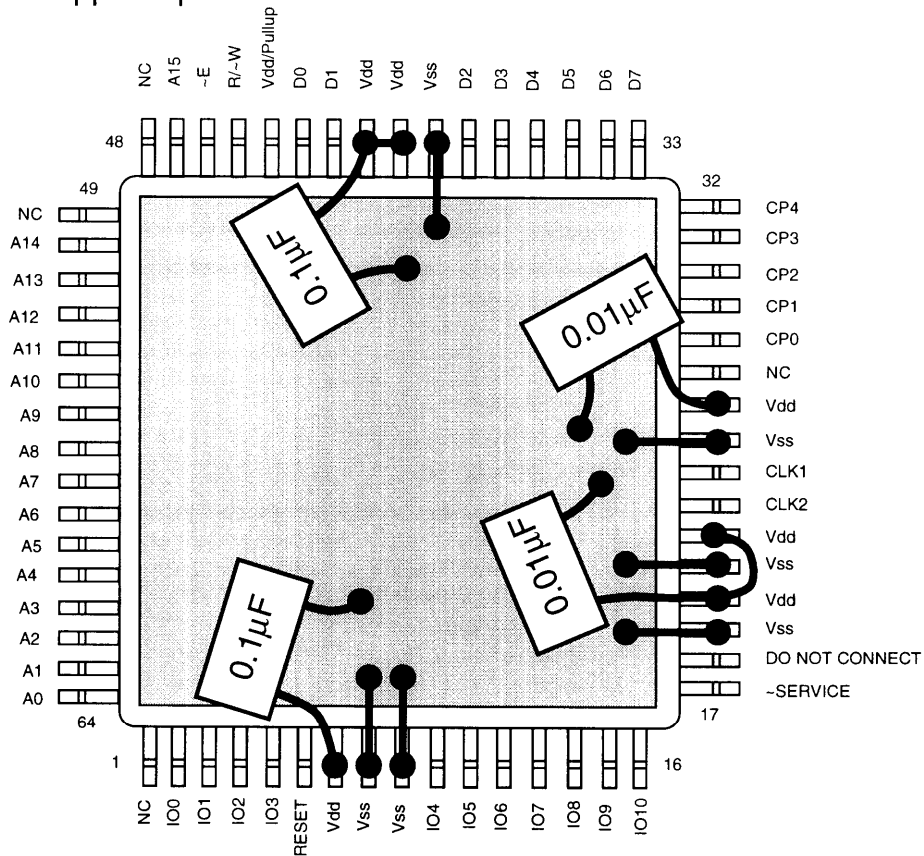 NC
A15
~E
R/~W
Vdd/Pullup
D0
D1
Vdd
Vdd
Vss
D2
D3
D4
D5
D6
D7
48
33
49
32
NC
A14
A13
A12
A11
A10
A9
A8
A7
A6
A5
A4
A3
A2
A1
A0
0.1µF
0.01µF
0.01µF
0.1µF
CP4
CP3
CP2
CP1
CP0
NC
Vdd
Vss
CLK1
CLK2
Vdd
Vss
Vdd
Vss
DO NOT CONNECT
~SERVICE
64
17
1
16
NC
IO0
IO1
IO2
IO3
RESET
Vdd
Vss
Vss
IO4
IO5
IO6
IO7
IO8
IO9
IO10